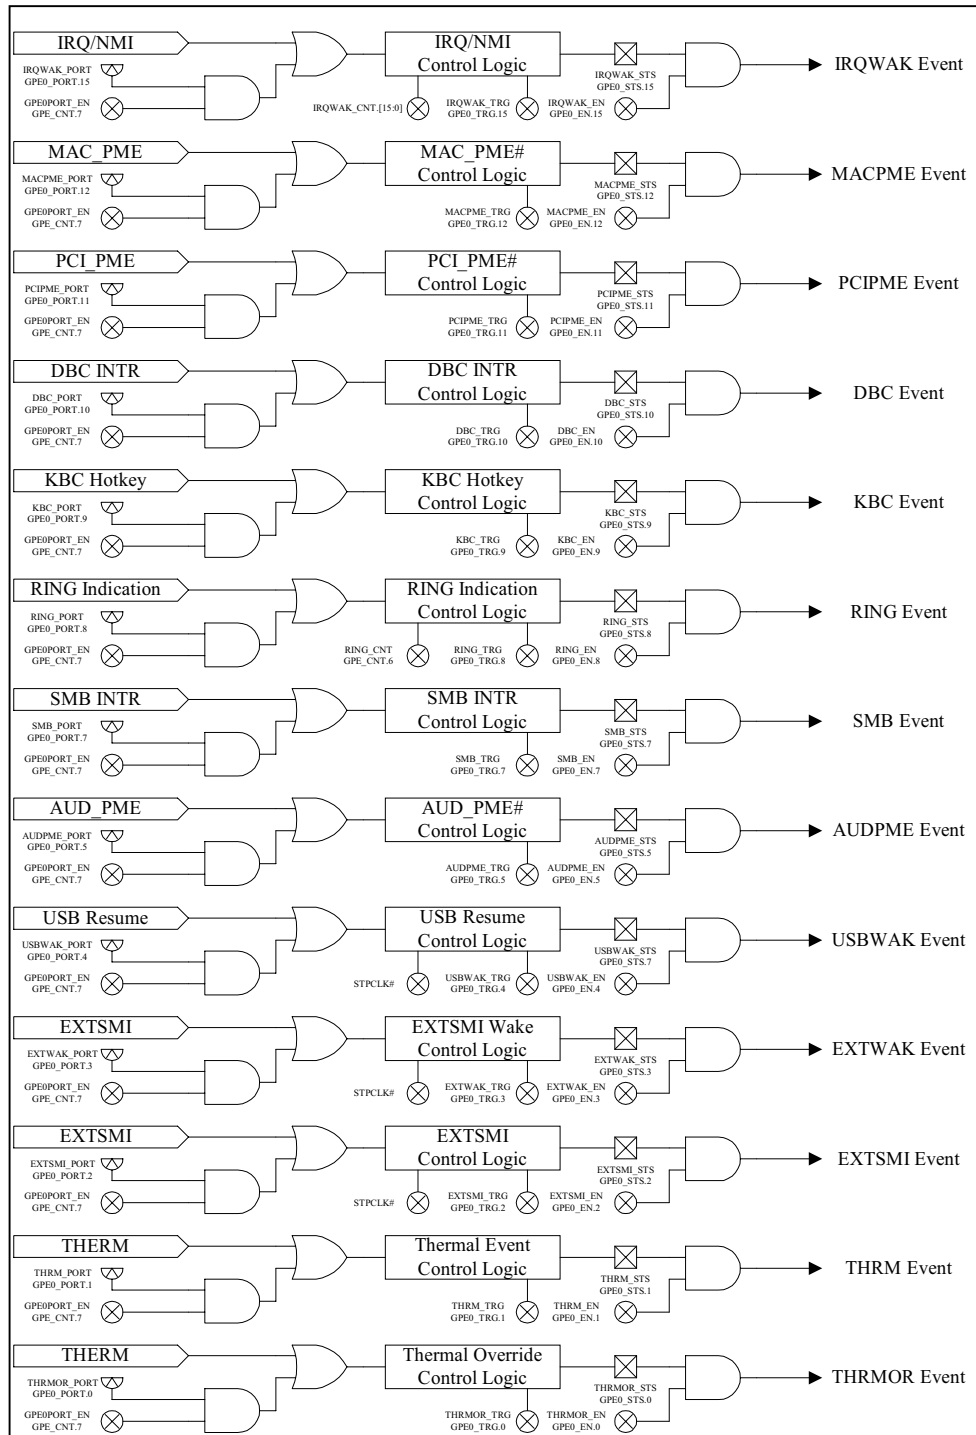 IRQ/NMI
IRQWAK_PORT
GPE0_PORT.15
GPE0PORT_EN
GPE_CNT.7
IRQ/NMI
Control Logic
IRQWAK_CNT.[15:0]
IRQWAK_TRG
GPE0_TRG.15
IRQWAK_STS
GPE0_STS.15
IRQWAK_EN
GPE0_EN.15
IRQWAK Event
MAC_PME
MACPME_PORT
GPE0_PORT.12
GPE0PORT_EN
GPE_CNT.7
MAC_PME#
Control Logic
MACPME_TRG
GPE0_TRG.12
MACPME_STS
GPE0_STS.12
MACPME_EN
GPE0_EN.12
MACPME Event
PCI_PME
PCIPME_PORT
GPE0_PORT.11
GPE0PORT_EN
GPE_CNT.7
PCI_PME#
Control Logic
PCIPME_TRG
GPE0_TRG.11
PCIPME_STS
GPE0_STS.11
PCIPME_EN
GPE0_EN.11
PCIPME Event
DBC INTR
DBC_PORT
GPE0_PORT.10
GPE0PORT_EN
GPE_CNT.7
DBC INTR
Control Logic
DBC_TRG
GPE0_TRG.10
DBC_STS
GPE0_STS.10
DBC_EN
GPE0_EN.10
DBC Event
KBC Hotkey
KBC_PORT
GPE0_PORT.9
GPE0PORT_EN
GPE_CNT.7
KBC Hotkey
Control Logic
KBC_TRG
GPE0_TRG.9
KBC_STS
GPE0_STS.9
KBC_EN
GPE0_EN.9
KBC Event
RING Indication
RING_PORT
GPE0_PORT.8
GPE0PORT_EN
GPE_CNT.7
RING Indication
Control Logic
RING_CNT
GPE_CNT.6
RING_TRG
GPE0_TRG.8
RING_STS
GPE0_STS.8
RING_EN
GPE0_EN.8
RING Event
SMB INTR
SMB_PORT
GPE0_PORT.7
GPE0PORT_EN
GPE_CNT.7
SMB INTR
Control Logic
SMB_TRG
GPE0_TRG.7
SMB_STS
GPE0_STS.7
SMB_EN
GPE0_EN.7
SMB Event
AUD_PME
AUDPME_PORT
GPE0_PORT.5
GPE0PORT_EN
GPE_CNT.7
AUD_PME#
Control Logic
AUDPME_TRG
GPE0_TRG.5
AUDPME_STS
GPE0_STS.5
AUDPME_EN
GPE0_EN.5
AUDPME Event
USB Resume
USBWAK_PORT
GPE0_PORT.4
GPE0PORT_EN
GPE_CNT.7
USB Resume
Control Logic
STPCLK#
USBWAK_TRG
GPE0_TRG.4
USBWAK_STS
GPE0_STS.7
USBWAK_EN
GPE0_EN.4
USBWAK Event
EXTSMI
EXTWAK_PORT
GPE0_PORT.3
GPE0PORT_EN
GPE_CNT.7
EXTSMI Wake
Control Logic
STPCLK#
EXTWAK_TRG
GPE0_TRG.3
EXTWAK_STS
GPE0_STS.3
EXTWAK_EN
GPE0_EN.3
EXTWAK Event
EXTSMI
EXTSMI_PORT
GPE0_PORT.2
GPE0PORT_EN
GPE_CNT.7
EXTSMI
Control Logic
STPCLK#
EXTSMI_TRG
GPE0_TRG.2
EXTSMI_STS
GPE0_STS.2
EXTSMI_EN
GPE0_EN.2
EXTSMI Event
THERM
THRM_PORT
GPE0_PORT.1
GPE0PORT_EN
GPE_CNT.7
Thermal Event
Control Logic
THRM_TRG
GPE0_TRG.1
THRM_STS
GPE0_STS.1
THRM_EN
GPE0_EN.1
THRM Event
THERM
THRMOR_PORT
GPE0_PORT.0
GPE0PORT_EN
GPE_CNT.7
Thermal Override
Control Logic
THRMOR_TRG
GPE0_TRG.0
THRMOR_STS
GPE0_STS.0
THRMOR_EN
GPE0_EN.0
THRMOR Event